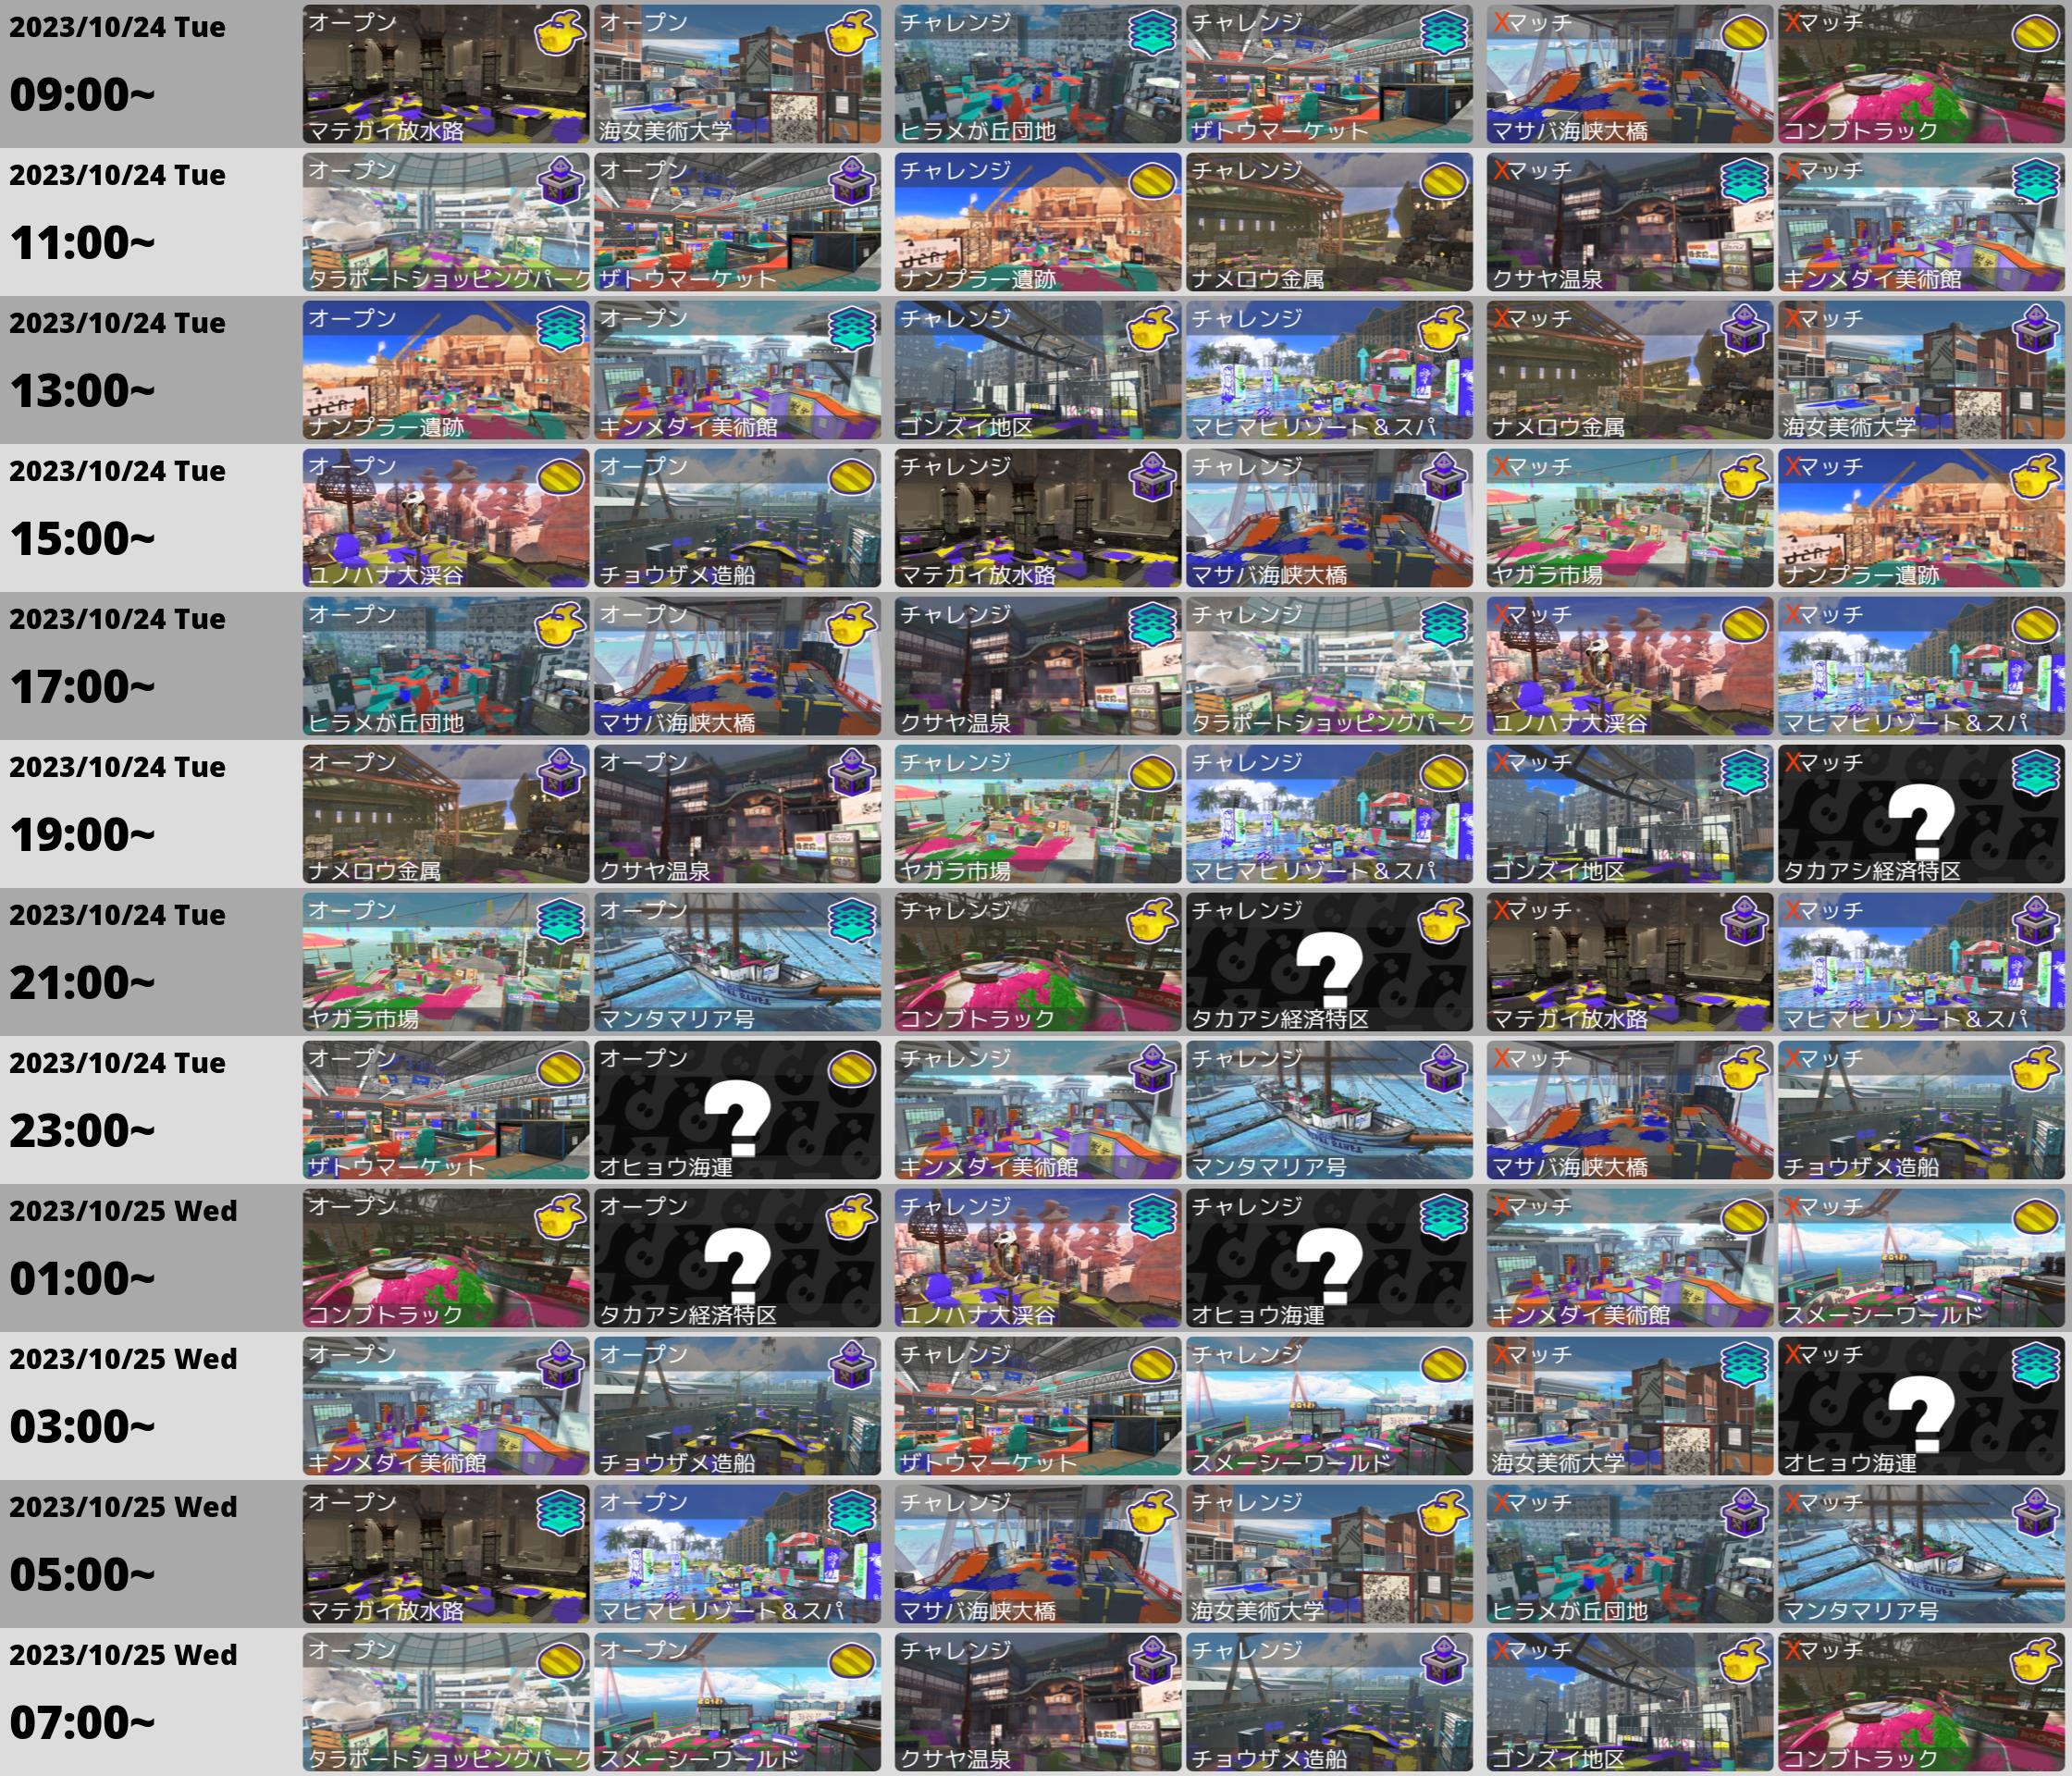 2023/10/24 Tue
09:00~
オープン
マテガイ放水路
オープン
海女美術大学
チャレンジ
ヒラメが丘団地
チャレンジ
ザトウマーケット
Xマッチ
マサバ海峡大橋
Xマッチ
コンブトラック
2023/10/24 Tue
11:00~
オープン
タラポートショッピングパーク
オープン
ザトウマーケット
チャレンジ
ナンプラー遺跡
チャレンジ
ナメロウ金属
Xマッチ
クサヤ温泉
Xマッチ
キンメダイ美術館
2023/10/24 Tue
13:00~
オープン
ナンプラー遺跡
オープン
キンメダイ美術館
チャレンジ
ゴンズイ地区
チャレンジ
マヒマヒリゾート＆スパ
Xマッチ
ナメロウ金属
Xマッチ
海女美術大学
2023/10/24 Tue
15:00~
オープン
ユノハナ大渓谷
オープン
チョウザメ造船
チャレンジ
マテガイ放水路
チャレンジ
マサバ海峡大橋
Xマッチ
ヤガラ市場
Xマッチ
ナンプラー遺跡
2023/10/24 Tue
17:00~
オープン
ヒラメが丘団地
オープン
マサバ海峡大橋
チャレンジ
クサヤ温泉
チャレンジ
タラポートショッピングパーク
Xマッチ
ユノハナ大渓谷
Xマッチ
マヒマヒリゾート＆スパ
2023/10/24 Tue
19:00~
オープン
ナメロウ金属
オープン
クサヤ温泉
チャレンジ
ヤガラ市場
チャレンジ
マヒマヒリゾート＆スパ
Xマッチ
ゴンズイ地区
Xマッチ
?
タカアシ経済特区
2023/10/24 Tue
21:00~
オープン
ヤガラ市場
オープン
マンタマリア号
チャレンジ
コンブトラック
チャレンジ
?
タカアシ経済特区
Xマッチ
マテガイ放水路
Xマッチ
マヒマヒリゾート＆スパ
2023/10/24 Tue
23:00~
オープン
ザトウマーケット
オープン
?
オヒョウ海運
チャレンジ
キンメダイ美術館
チャレンジ
マンタマリア号
Xマッチ
マサバ海峡大橋
Xマッチ
チョウザメ造船
2023/10/25 Wed
01:00~
オープン
コンブトラック
オープン
?
タカアシ経済特区
チャレンジ
ユノハナ大渓谷
チャレンジ
?
オヒョウ海運
Xマッチ
キンメダイ美術館
Xマッチ
スメーシーワールド
2023/10/25 Wed
03:00~
オープン
キンメダイ美術館
オープン
チョウザメ造船
チャレンジ
ザトウマーケット
チャレンジ
スメーシーワールド
Xマッチ
海女美術大学
Xマッチ
?
オヒョウ海運
2023/10/25 Wed
05:00~
オープン
マテガイ放水路
オープン
マヒマヒリゾート＆スパ
チャレンジ
マサバ海峡大橋
チャレンジ
海女美術大学
Xマッチ
ヒラメが丘団地
Xマッチ
マンタマリア号
2023/10/25 Wed
07:00~
オープン
タラポートショッピングパーク
オープン
スメーシーワールド
チャレンジ
クサヤ温泉
チャレンジ
チョウザメ造船
Xマッチ
ゴンズイ地区
Xマッチ
コンブトラック